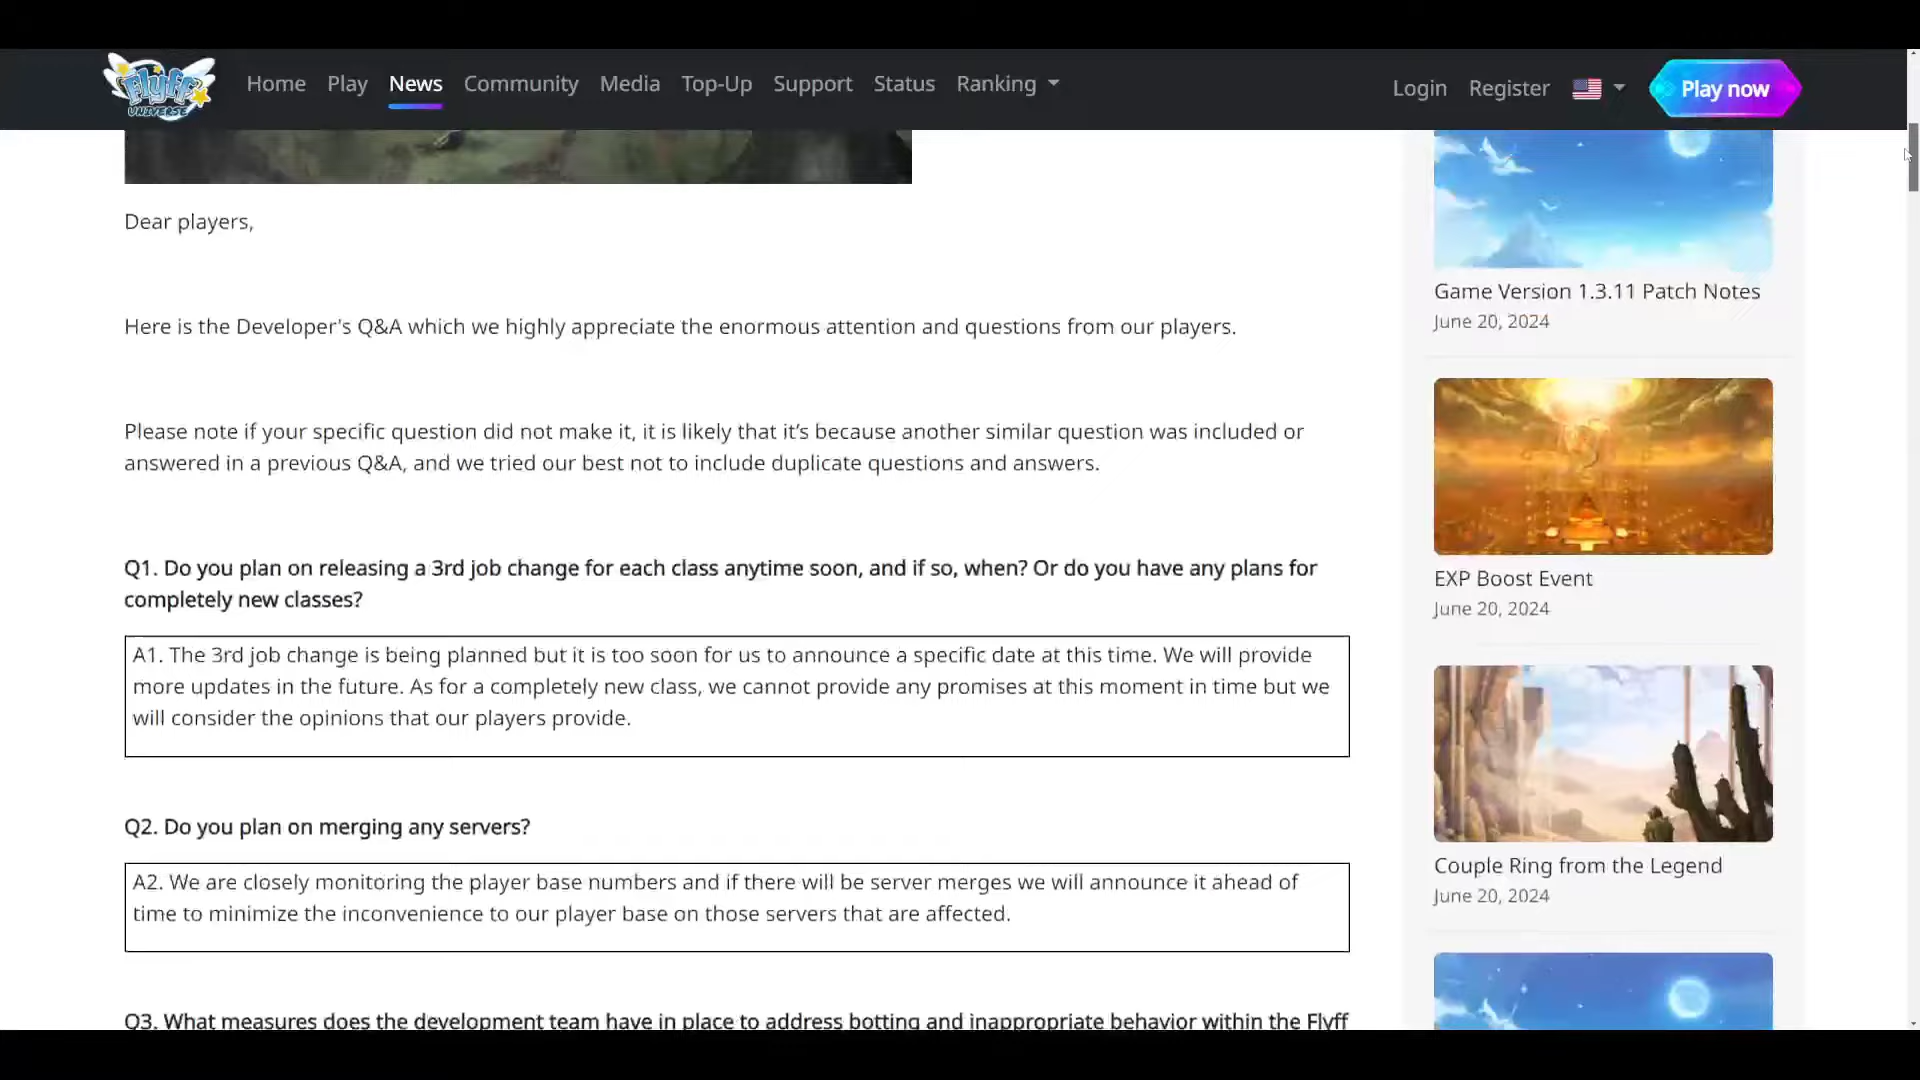 Flyff
UNIVERSE
Home Play News Community Media Top-Up Support Status Ranking
Login Register
Play now
Dear players,
Here is the Developer's Q&A which we highly appreciate the enormous attention and questions from our players.
Please note if your specific question did not make it, it is likely that it’s because another similar question was included or
answered in a previous Q&A, and we tried our best not to include duplicate questions and answers.
Q1. Do you plan on releasing a 3rd job change for each class anytime soon, and if so, when? Or do you have any plans for
completely new classes?
A1. The 3rd job change is being planned but it is too soon for us to announce a specific date at this time. We will provide
more updates in the future. As for a completely new class, we cannot provide any promises at this moment in time but we
will consider the opinions that our players provide.
Q2. Do you plan on merging any servers?
A2. We are closely monitoring the player base numbers and if there will be server merges we will announce it ahead of
time to minimize the inconvenience to our player base on those servers that are affected.
Q3. What measures does the development team have in place to address botting and inappropriate behavior within the Flyff
Game Version 1.3.11 Patch Notes
June 20, 2024
EXP Boost Event
June 20, 2024
Couple Ring from the Legend
June 20, 2024